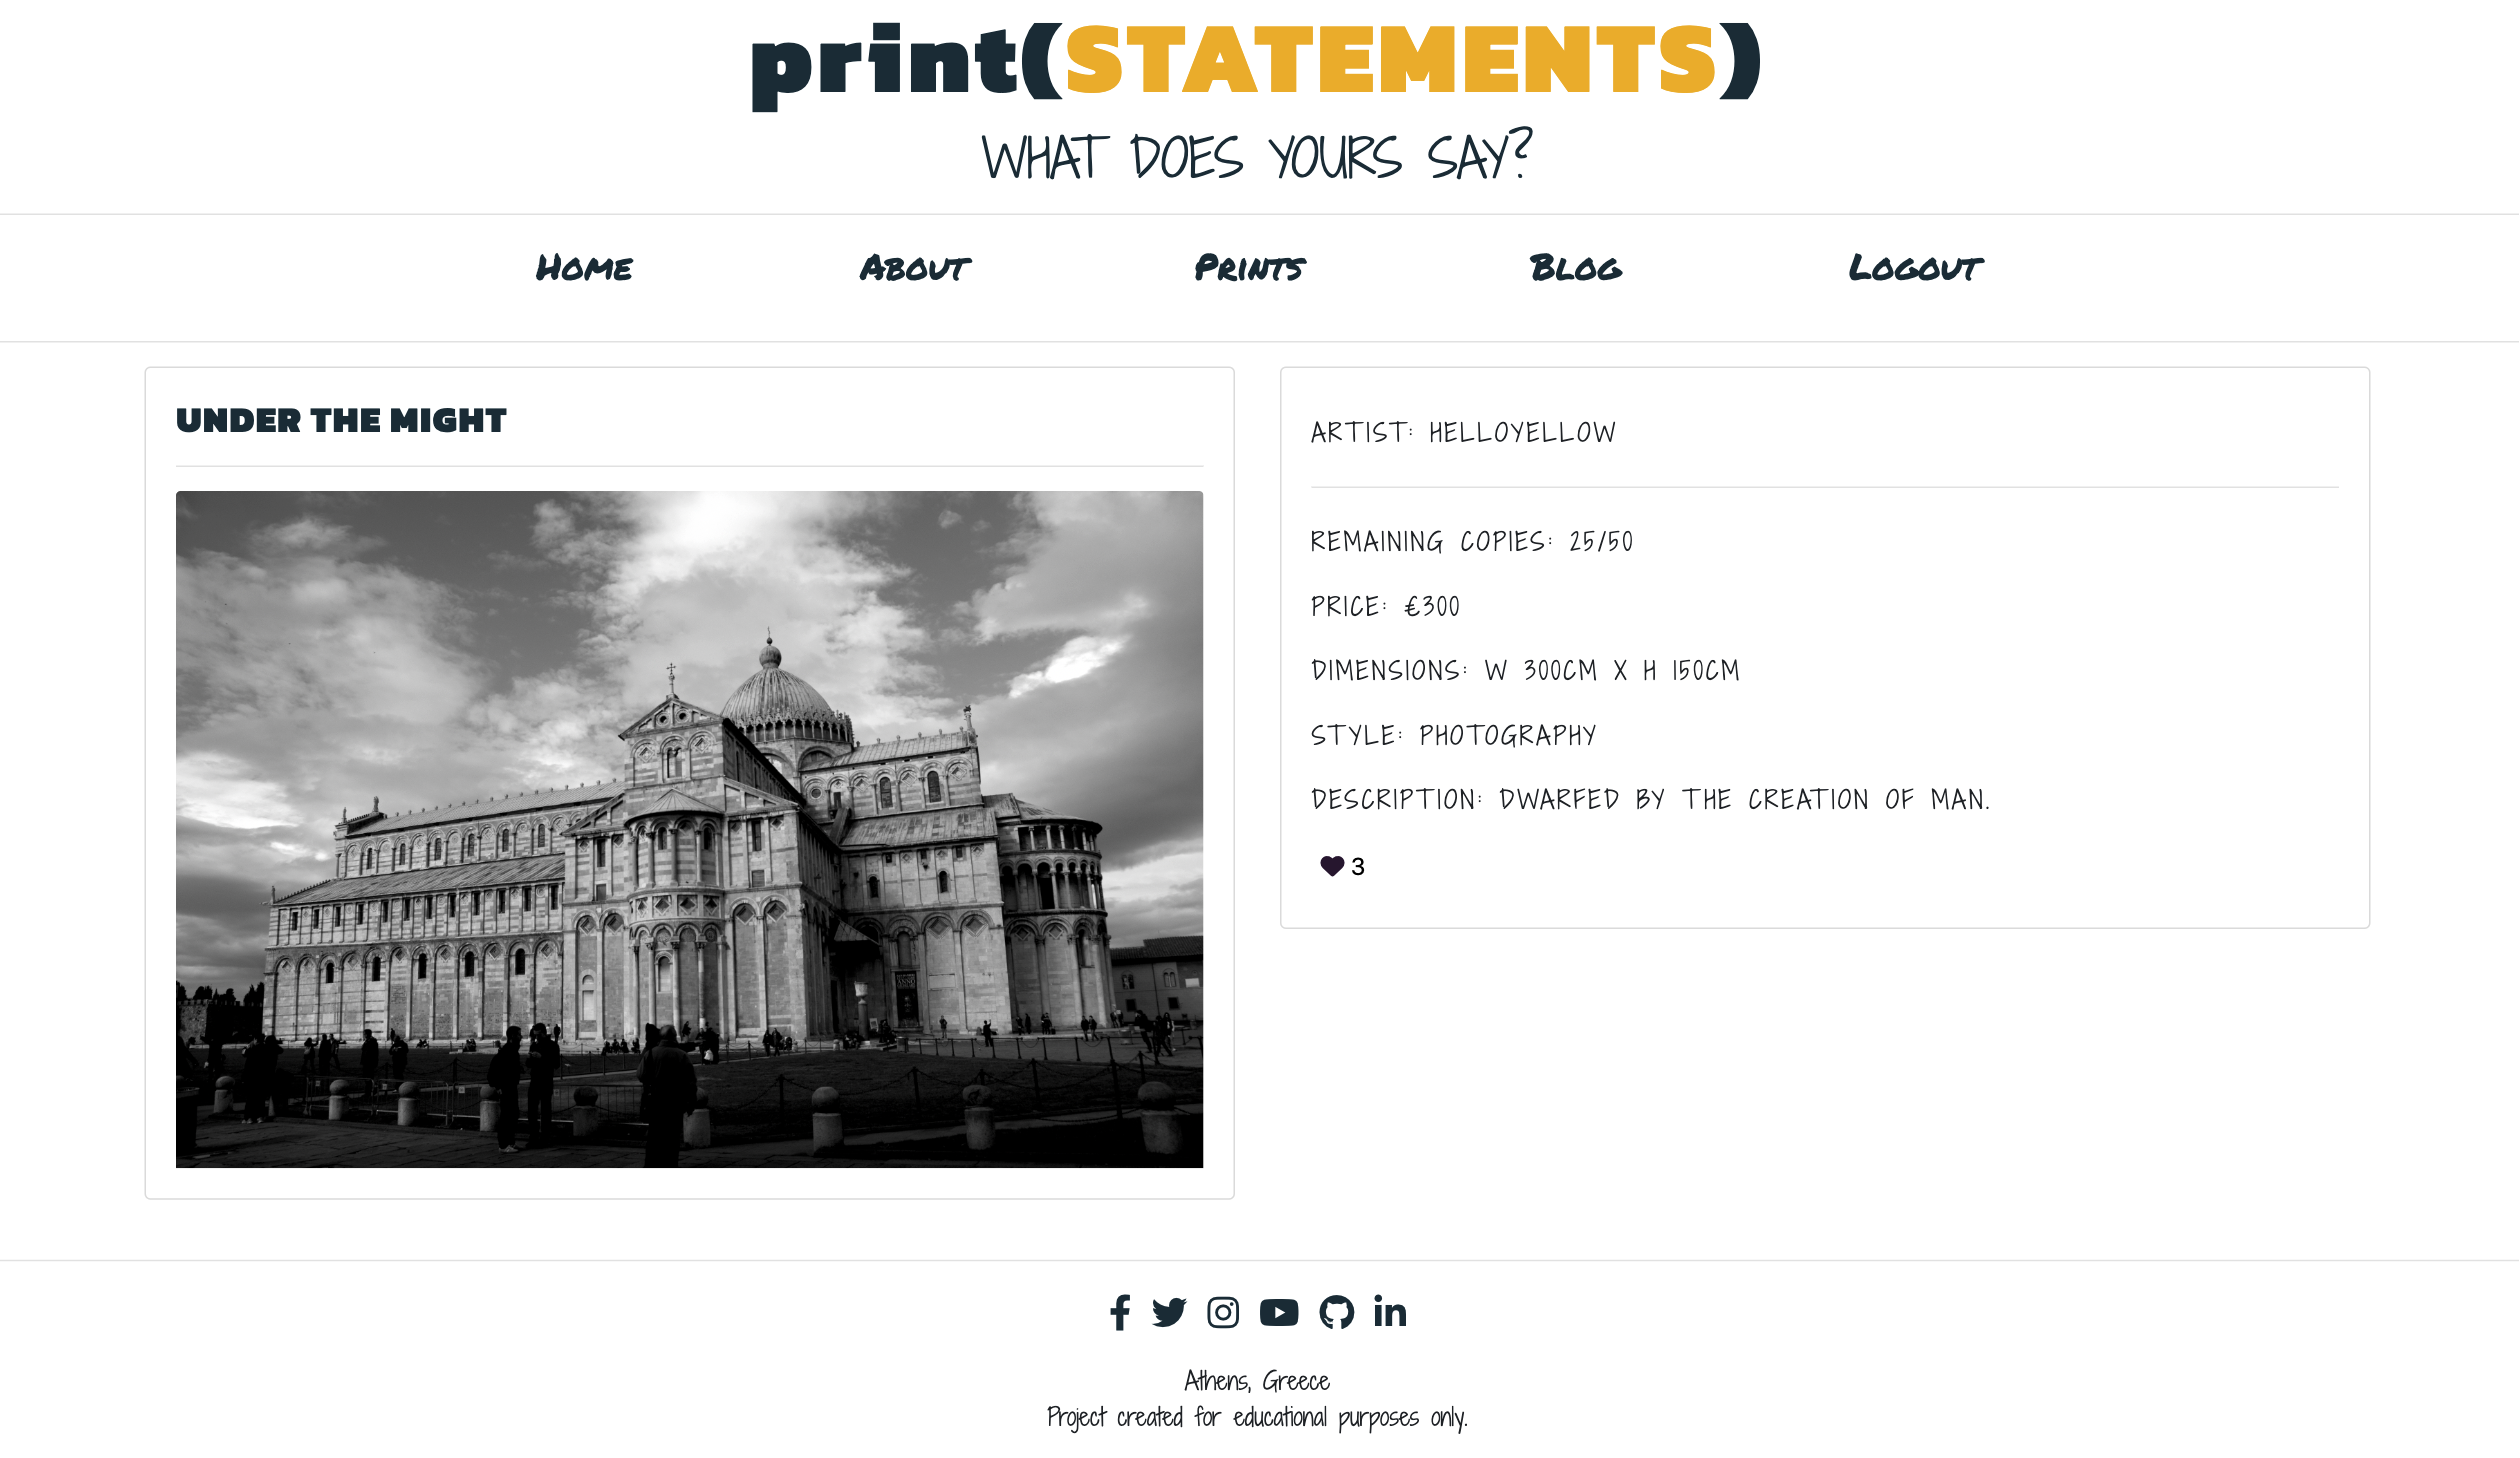 print(STATEMENTS)
WHAT DOES YOURS SAY?
HOME
ABOUT
PRINTS
BLOG
LOGOUT
UNDER THE MIGHT
ARTIST: HELLOYELLOW
REMAINING COPIES: 25/50
PRICE: €300
DIMENSIONS: W 300CM X H 150CM
STYLE: PHOTOGRAPHY
DESCRIPTION: DWARFED BY THE CREATION OF MAN.
3
Athens, Greece
Project created for educational purposes only.